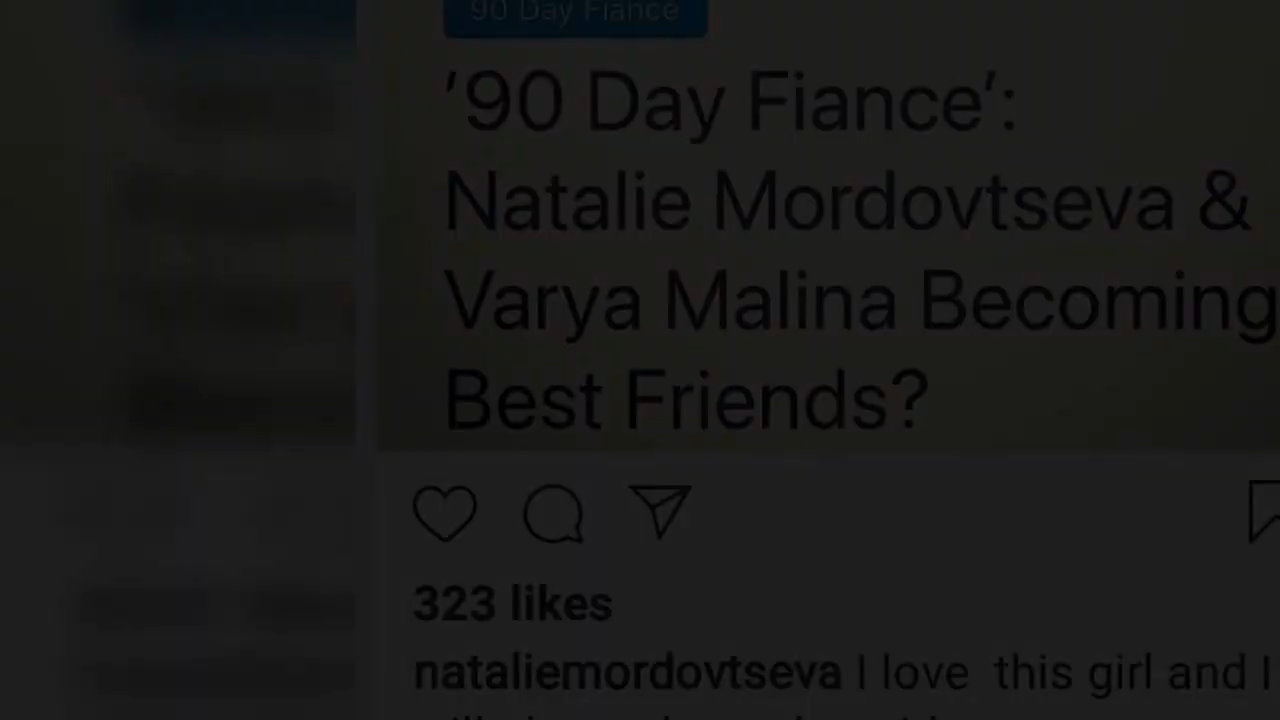 90 Day Fiance
'90 Day Fiance':
Natalie Mordovtseva &
Varya Malina Becoming
Best Friends?
323 likes
nataliemordovtseva I love this girl and I